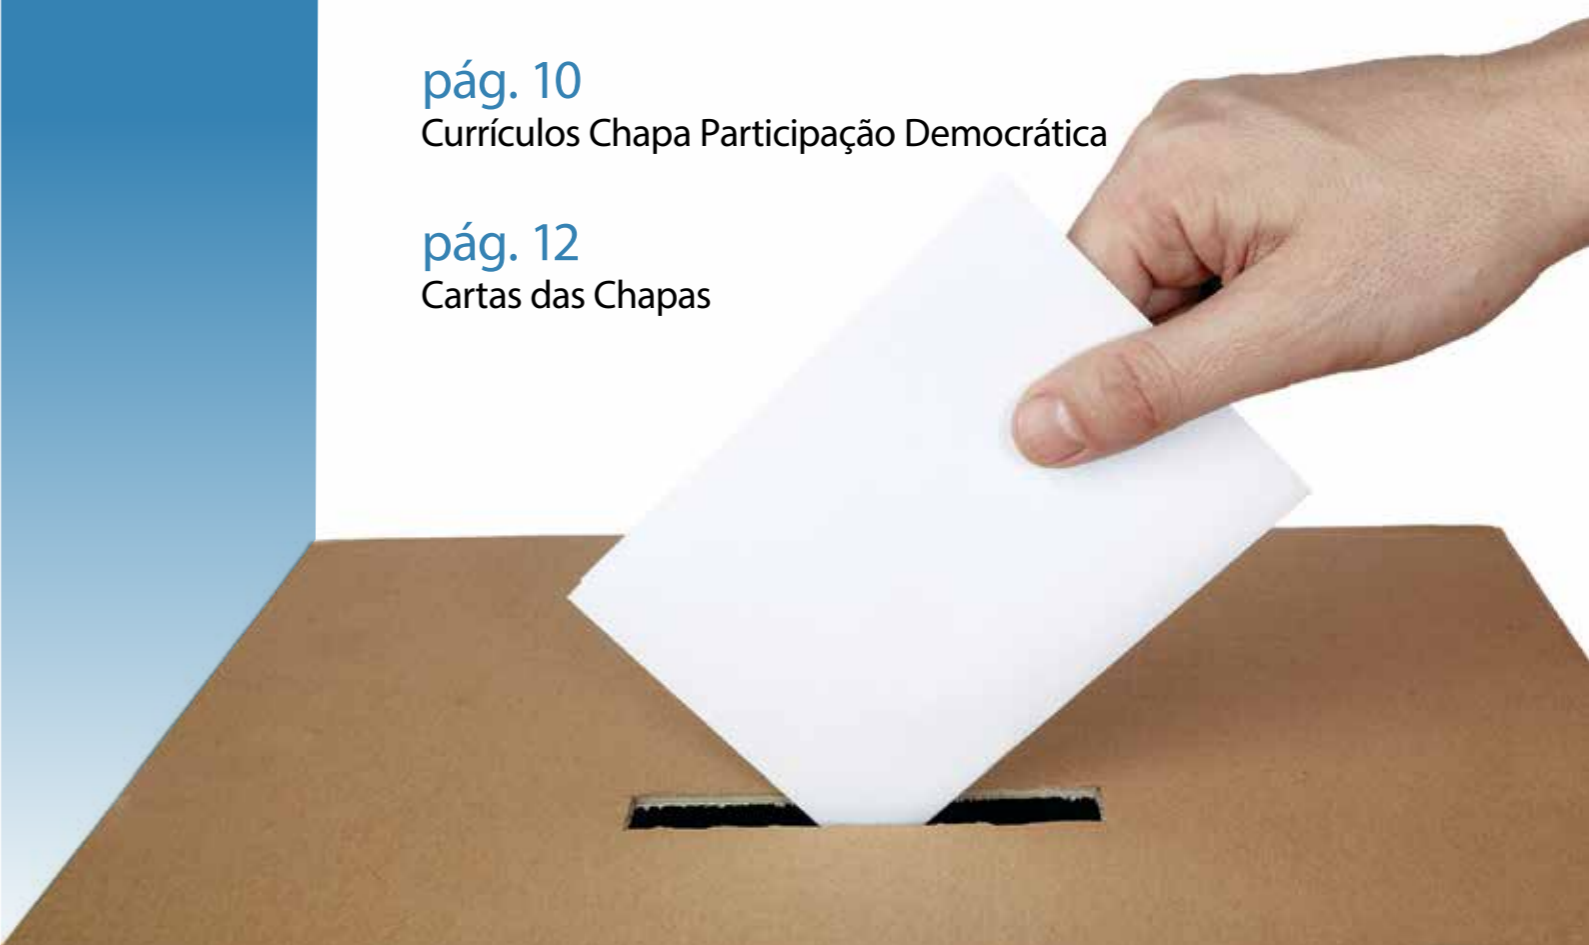 pág. 10
Currículos Chapa Participação Democrática
pág. 12
Cartas das Chapas